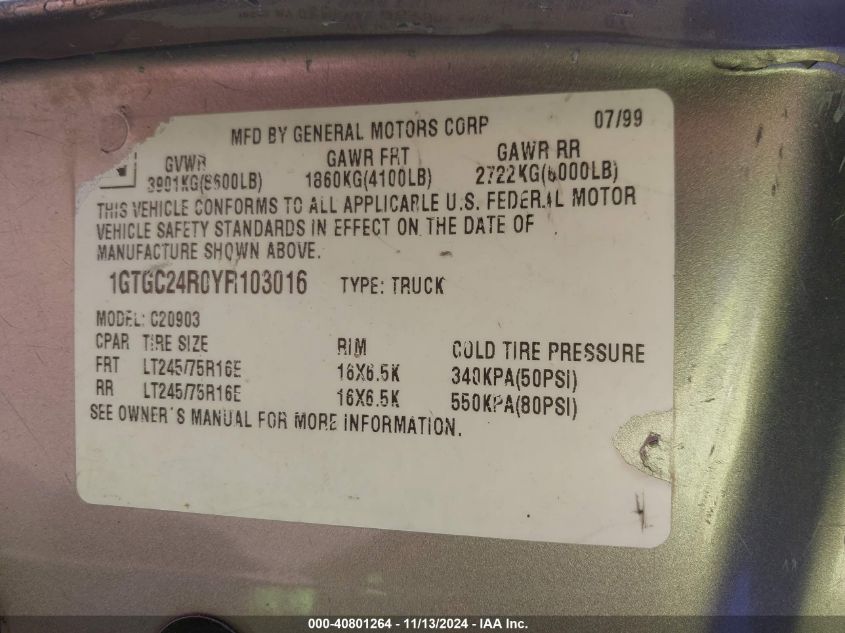 MFD BY GENERAL MOTORS CORP 07/99
GVWR GAWR FRT GAWR RR
3901KG(8600LB) 1860KG(4100LB) 2722KG(6000LB)
THIS VEHICLE CONFORMS TO ALL APPLICABLE U.S. FEDERAL MOTOR
VEHICLE SAFETY STANDARDS IN EFFECT ON THE DATE OF
MANUFACTURE SHOWN ABOVE.
1GTGC24R0YR103016 TYPE: TRUCK
MODEL: C20903
CPAR TIRE SIZE RIM COLD TIRE PRESSURE
FRT LT245/75R16E 16X6.5K 340KPA(50PSI)
RR LT245/75R16E 16X6.5K 550KPA(80PSI)
SEE OWNER'S MANUAL FOR MORE INFORMATION.
000-40801264 - 11/13/2024 - IAA Inc.